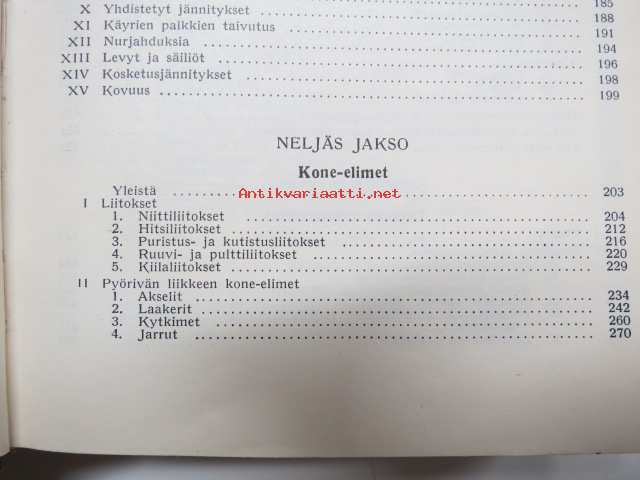 185
X Yhdistetyt jännitykset 188
XI Käyrien palkkien taivutus 191
XII Nurjahduksia 194
XIII Levyt ja säiliöt 196
XIV Kosketusjännitykset 198
XV Kovuus 199
NELJÄS JAKSO
Kone-elimet
Antikvariaatti.net
Yleistä 203
I Liitokset
1. Niittiliitokset 204
2. Hitsiliitokset 212
3. Puristus- ja kutistusliitokset 216
4. Ruuvi- ja pulttiliitokset 220
5. Kiilaliitokset 229
II Pyörivän liikkeen kone-elimet
1. Akselit 234
2. Laakerit 242
3. Kytkimet 260
4. Jarrut 270